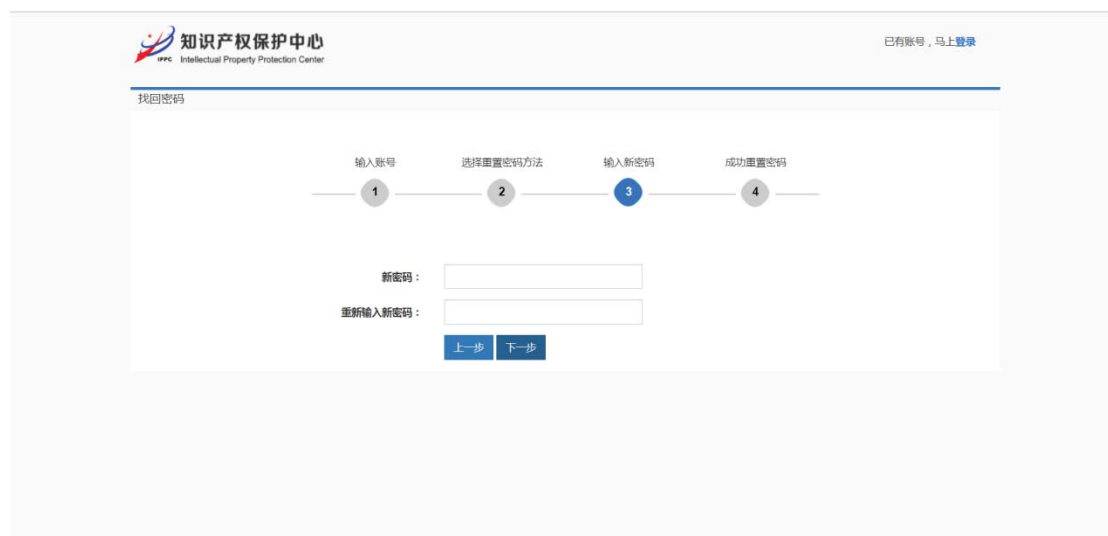 知识产权保护中心
IPPC Intellectual Property Protection Center
已有账号，马上登录
找回密码
输入账号 选择重置密码方法 输入新密码 成功重置密码
1 2 3 4
新密码：
重新输入新密码：
上一步 下一步